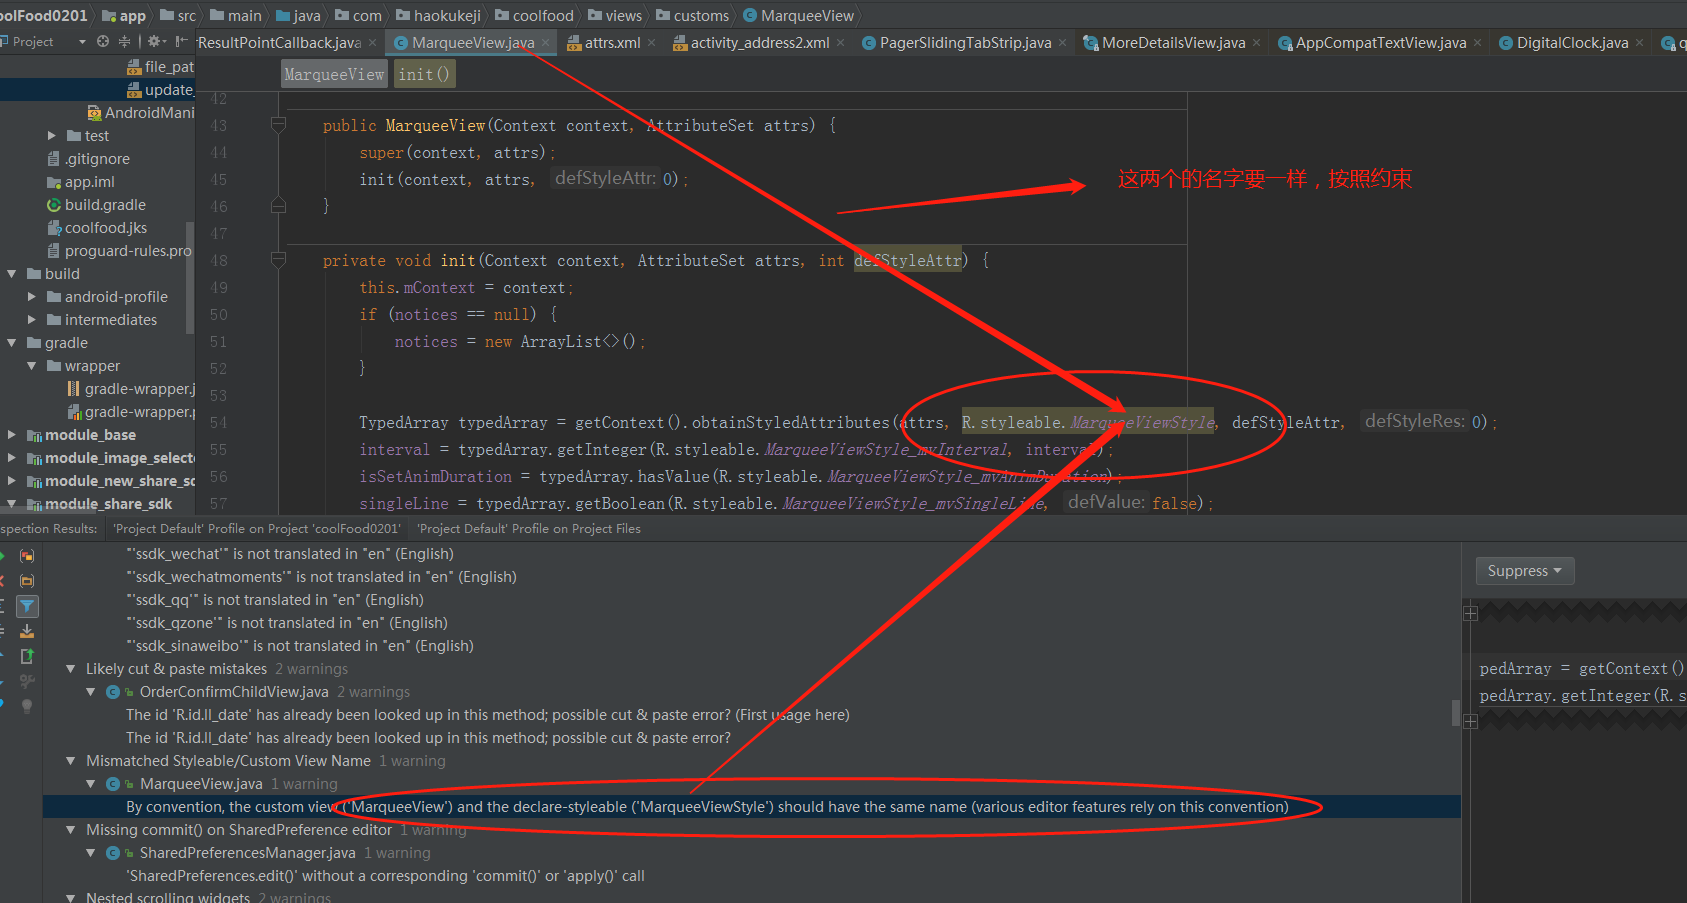 coolFood0201 app src main java com haokukeji coolfood views customs MarqueeView
Project ResultPointCallback.java MarqueeView.java attrs.xml activity_address2.xml PagerSlidingTabStrip.java MoreDetailsView.java AppCompatTextView.java DigitalClock.java
file_pat
update_
AndroidMani
test
.gitignore
app.iml
build.gradle
coolfood.jks
proguard-rules.pro
build
android-profile
intermediates
gradle
wrapper
gradle-wrapper.j
gradle-wrapper.p
module_base
module_image_selecto
module_new_share_sd
module_share_sdk
MarqueeView init()
42
43 public MarqueeView(Context context, AttributeSet attrs) {
44 super(context, attrs);
45 init(context, attrs, defStyleAttr: 0);
46 }
47
48 private void init(Context context, AttributeSet attrs, int defStyleAttr) {
49 this.mContext = context;
50 if (notices == null) {
51 notices = new ArrayList<>();
52 }
53
54 TypedArray typedArray = getContext().obtainStyledAttributes(attrs, R.styleable.MarqueeViewStyle, defStyleAttr, defStyleRes: 0);
55 interval = typedArray.getInteger(R.styleable.MarqueeViewStyle_mvInterval, interval);
56 isSetAnimDuration = typedArray.hasValue(R.styleable.MarqueeViewStyle_mvAnimDuration);
57 singleLine = typedArray.getBoolean(R.styleable.MarqueeViewStyle_mvSingleLine, defValue: false);
这两个的名字要一样，按照约束
spection Results: 'Project Default' Profile on Project 'coolFood0201' 'Project Default' Profile on Project Files
"'ssdk_wechat'" is not translated in "en" (English)
"'ssdk_wechatmoments'" is not translated in "en" (English)
"'ssdk_qq'" is not translated in "en" (English)
"'ssdk_qzone'" is not translated in "en" (English)
"'ssdk_sinaweibo'" is not translated in "en" (English)
Likely cut & paste mistakes 2 warnings
OrderConfirmChildView.java 2 warnings
The id 'R.id.ll_date' has already been looked up in this method; possible cut & paste error? (First usage here)
The id 'R.id.ll_date' has already been looked up in this method; possible cut & paste error?
Mismatched Styleable/Custom View Name 1 warning
MarqueeView.java 1 warning
By convention, the custom view ('MarqueeView') and the declare-styleable ('MarqueeViewStyle') should have the same name (various editor features rely on this convention)
Missing commit() on SharedPreference editor 1 warning
SharedPreferencesManager.java 1 warning
'SharedPreferences.edit()' without a corresponding 'commit()' or 'apply()' call
Nested scrolling widgets 2 warnings
Suppress
pedArray = getContext()
pedArray.getInteger(R.s